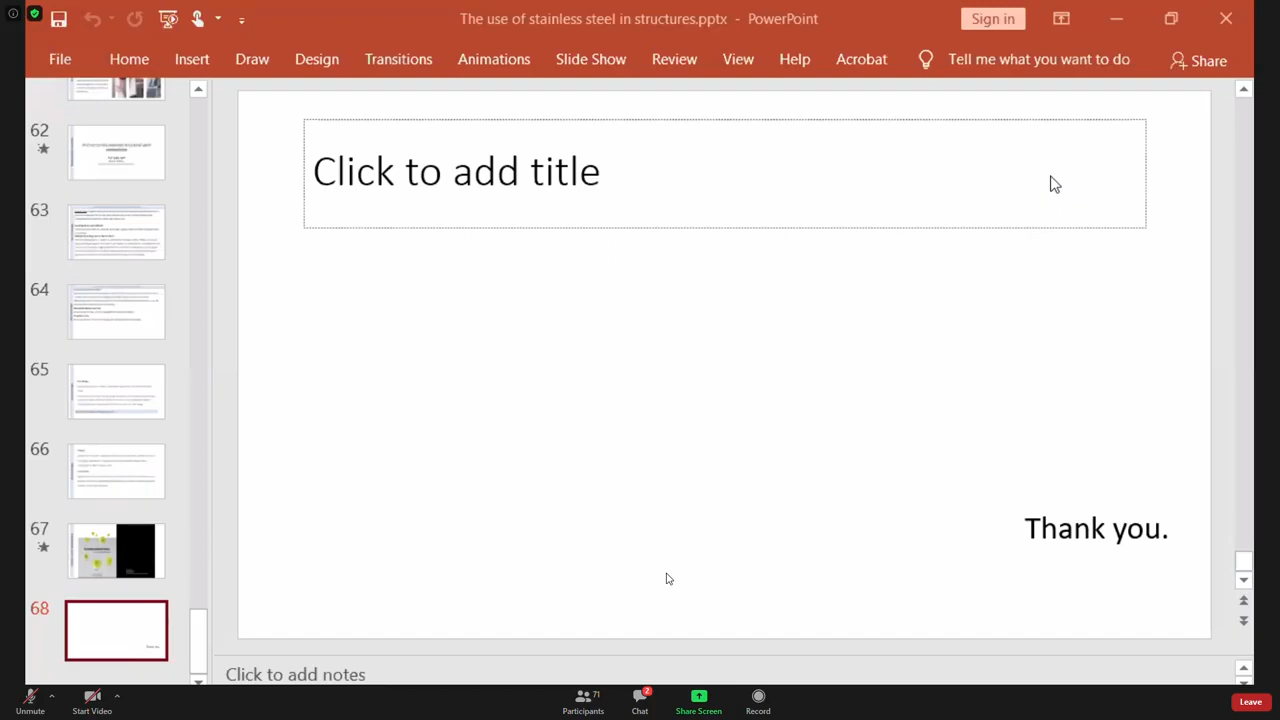 The use of stainless steel in structures.pptx - PowerPoint
Sign in
File Home Insert Draw Design Transitions Animations Slide Show Review View Help Acrobat Tell me what you want to do Share
62
63
64
65
66
67
68
Click to add title
Thank you.
Click to add notes
Unmute
Start Video
Participants 71
Chat 2
Share Screen
Record
Leave